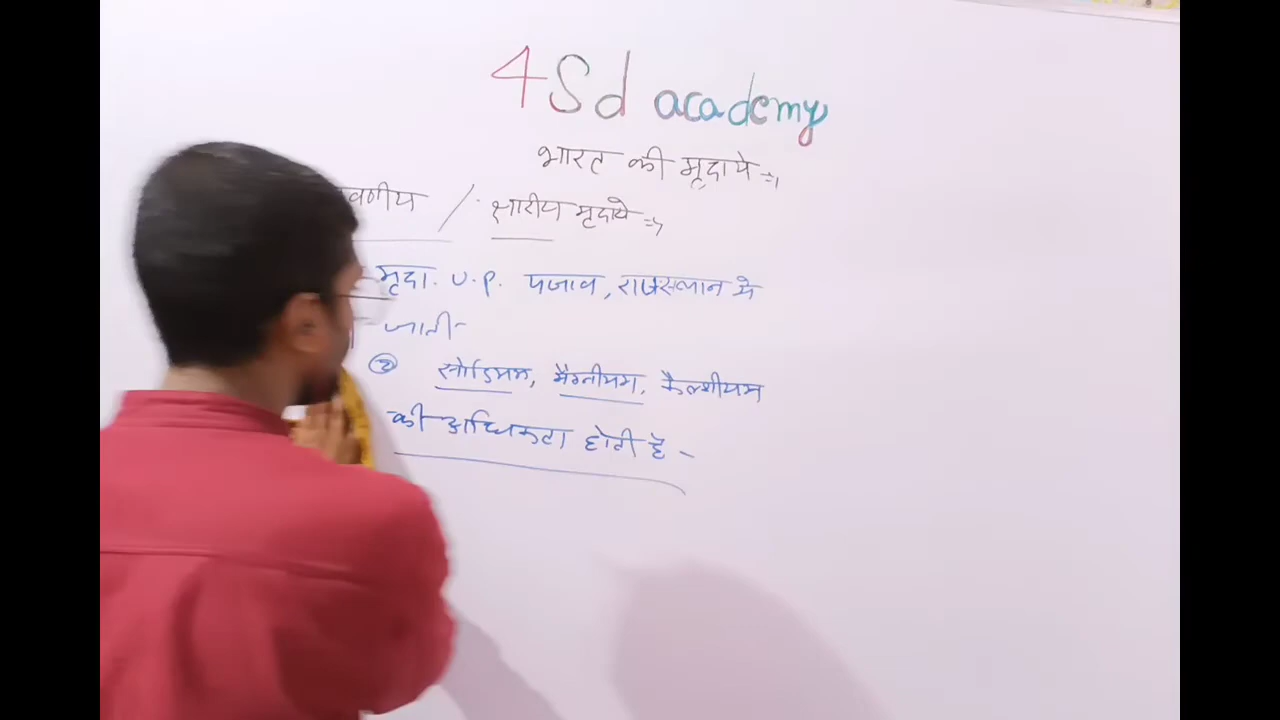 4Sd academy
भारत की मृदाये ⇒
वणीय / क्षारीय मृदाये ⇒
मृदा. U.P. पंजाब, राजस्थान मे
जाती-
② सोडियम, मैग्नीयम, कैल्शीयम
की अधिकता होती है -